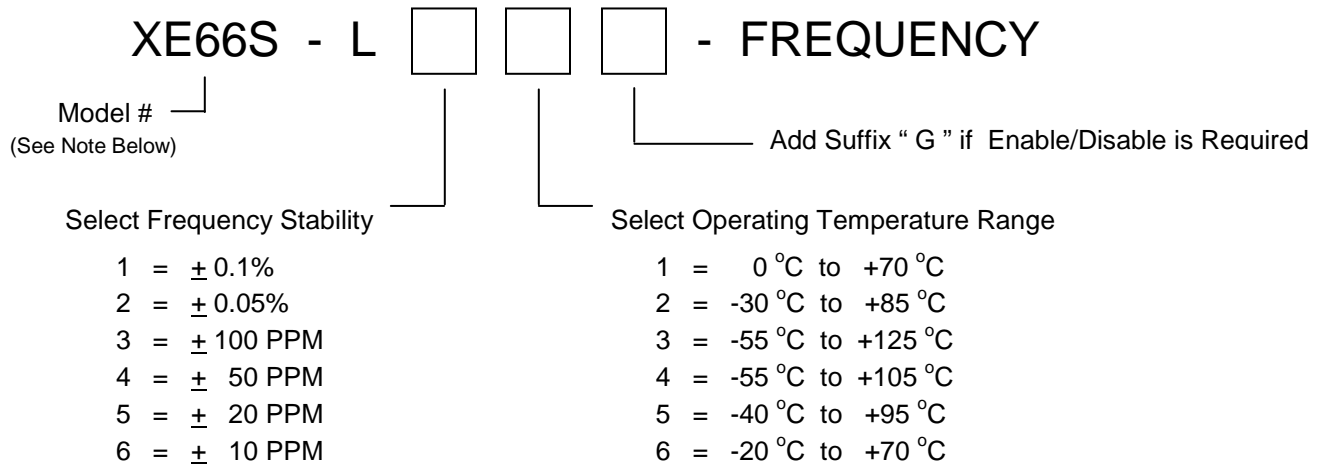 XE66S - L - FREQUENCY
Model #
(See Note Below)
Add Suffix “ G ” if Enable/Disable is Required
Select Frequency Stability
1 = ± 0.1%
2 = ± 0.05%
3 = ± 100 PPM
4 = ± 50 PPM
5 = ± 20 PPM
6 = ± 10 PPM
Select Operating Temperature Range
1 = 0 °C to +70 °C
2 = -30 °C to +85 °C
3 = -55 °C to +125 °C
4 = -55 °C to +105 °C
5 = -40 °C to +95 °C
6 = -20 °C to +70 °C